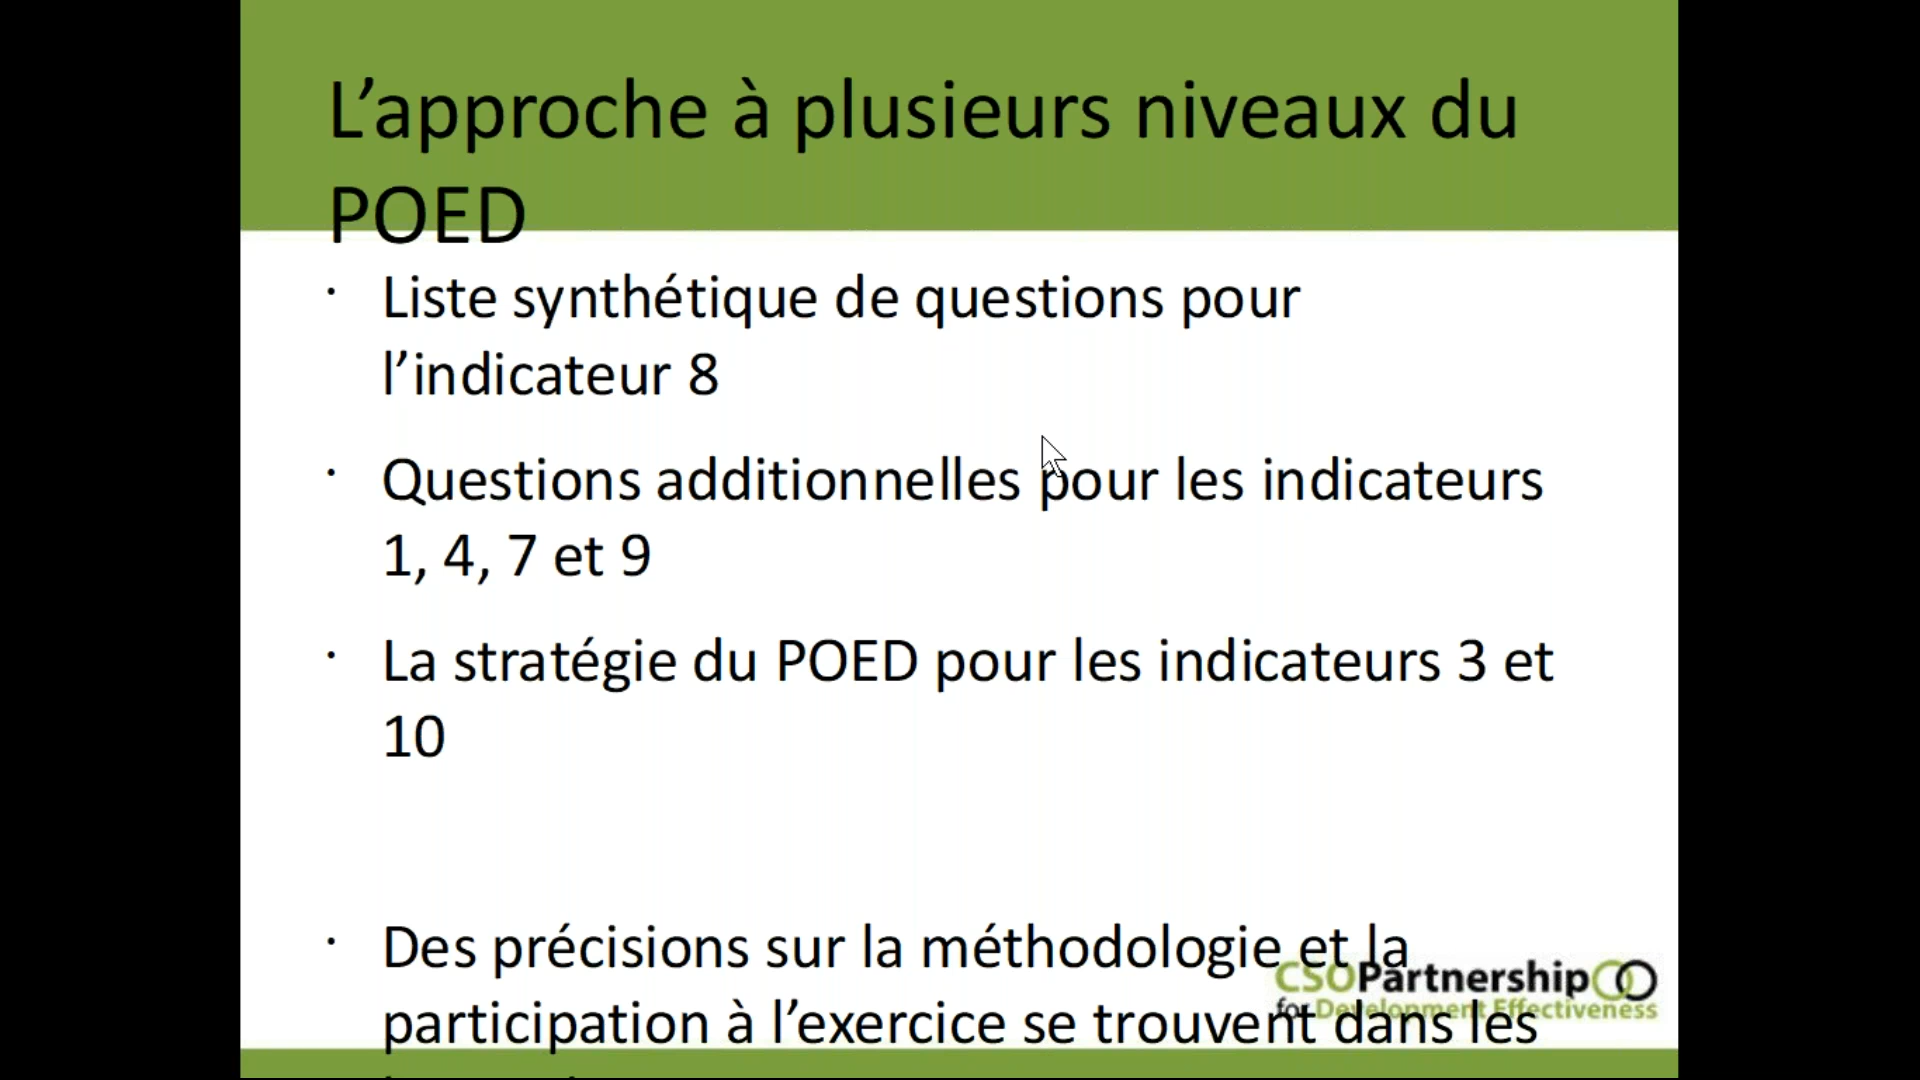 L’approche à plusieurs niveaux du
POED
· Liste synthétique de questions pour
l’indicateur 8
· Questions additionnelles pour les indicateurs
1, 4, 7 et 9
· La stratégie du POED pour les indicateurs 3 et
10
· Des précisions sur la méthodologie et la
CSOPartnership
participation à l’exercice se trouvent dans les
for Development Effectiveness